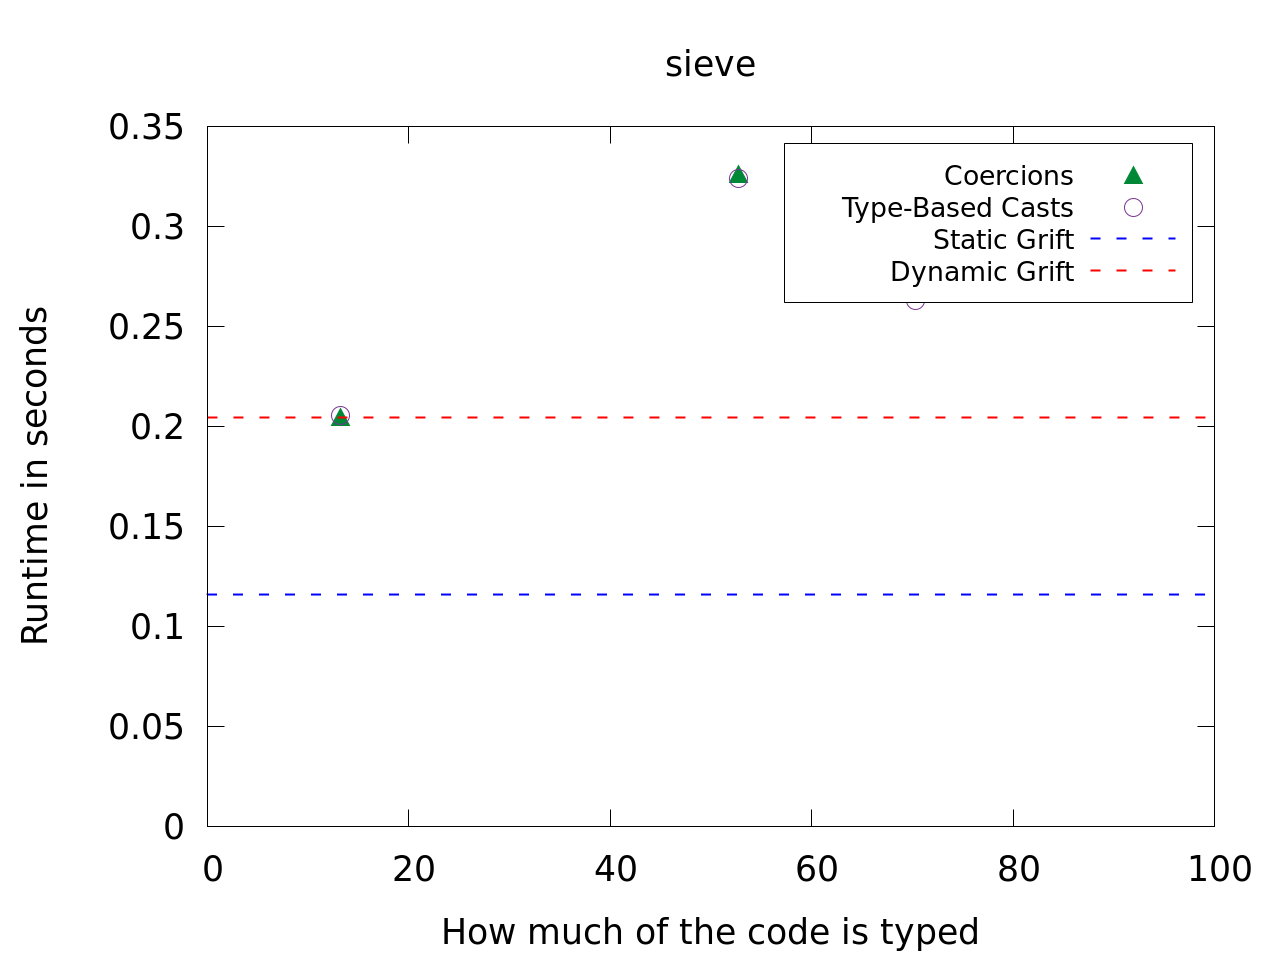 sieve
0.35
0.3
0.25
0.2
0.15
0.1
0.05
0
Runtime in seconds
Coercions
Type-Based Casts
Static Grift
Dynamic Grift
0 20 40 60 80 100
How much of the code is typed